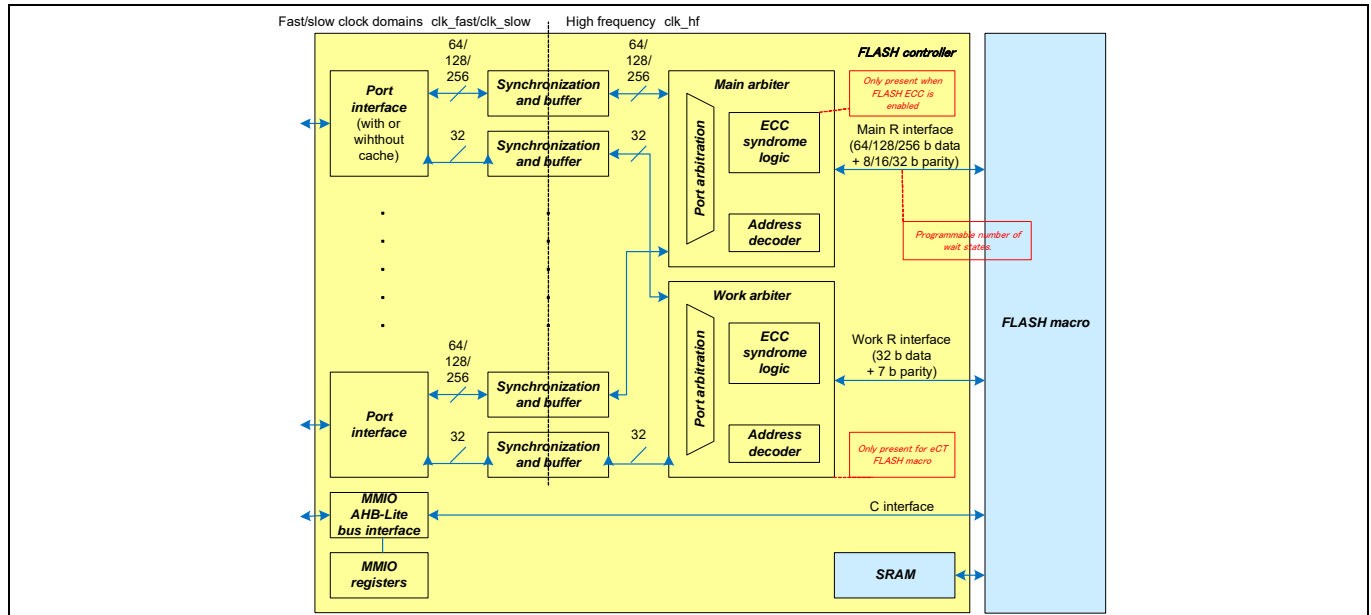 Fast/slow clock domains clk_fast/clk_slow
High frequency clk_hf
FLASH controller
64/
128/
256
Port
interface
(with or
wihthout
cache)
32
Synchronization
and buffer
Synchronization
and buffer
64/
128/
256
32
Main arbiter
Port arbitration
ECC
syndrome
logic
Address
decoder
Only present when
FLASH ECC is
enabled
Main R interface
(64/128/256 b data
+ 8/16/32 b parity)
Programmable number of
wait states.
FLASH macro
Work arbiter
Port arbitration
ECC
syndrome
logic
Address
decoder
Work R interface
(32 b data
+ 7 b parity)
Only present for eCT
FLASH macro
64/
128/
256
Port
interface
32
Synchronization
and buffer
Synchronization
and buffer
32
MMIO
AHB-Lite
bus interface
C interface
MMIO
registers
SRAM